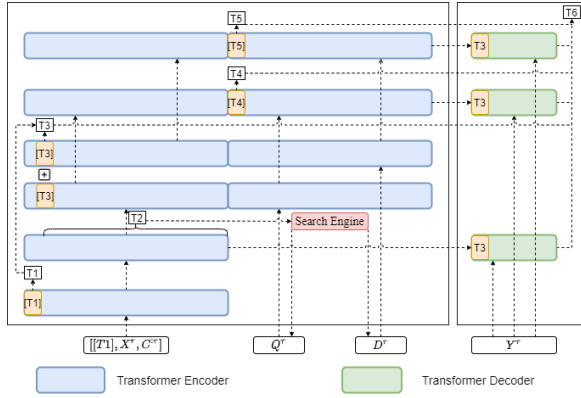 T5 T6
[T5] T3
T4
[T4] T3
T3
[T3]
+
[T3]
T2
Search Engine
T3
T1
[T1]
[[T1], X^τ, C^τ] Q^τ D^τ Y^τ
Transformer Encoder Transformer Decoder